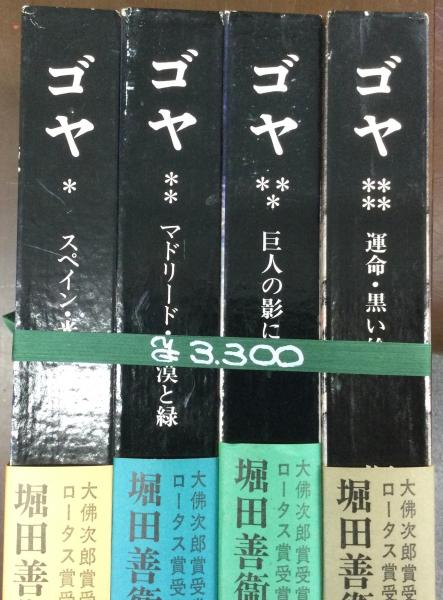 ゴヤ
*
スペイン・
大佛次郎賞受
ロータス賞受
堀田善衛
ゴヤ
**
マドリード・
漠と緑
大佛次郎賞受
ロータス賞受
堀田善衛
ゴヤ
***
巨人の影に
大佛次郎賞受賞
ロータス賞受賞
堀田善衛
ゴヤ
****
運命・黒い
大佛次郎賞受
ロータス賞受
堀田善衛
3.300